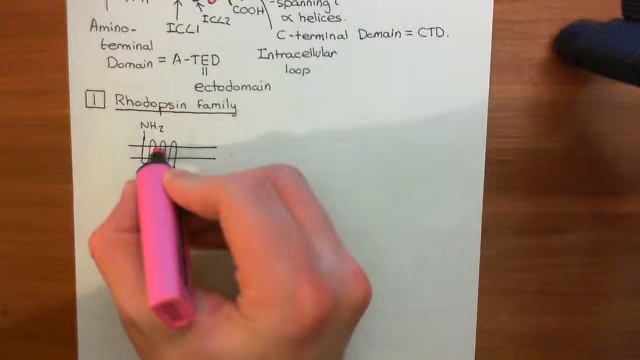 -spanning
COOH
α helices.
ICL2
ICL1
C-terminal Domain = CTD.
Amino-
terminal
Domain = A-TED
Intracellular
loop
ectodomain
1 Rhodopsin family
NH2